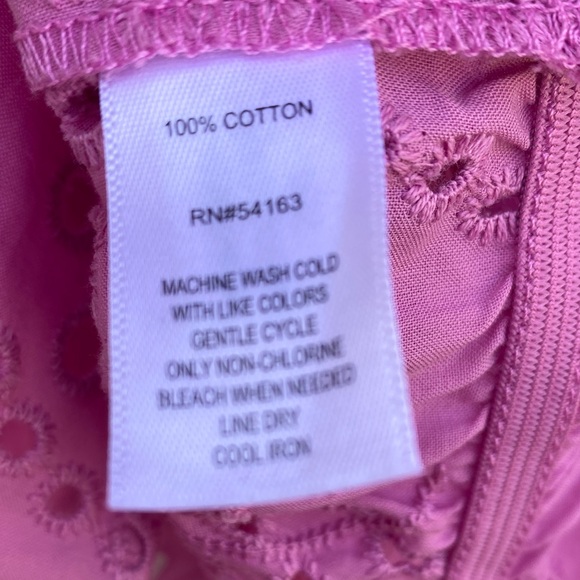 100% COTTON
RN#54163
MACHINE WASH COLD
WITH LIKE COLORS
GENTLE CYCLE
ONLY NON-CHLORINE
BLEACH WHEN NEEDED
LINE DRY
COOL IRON